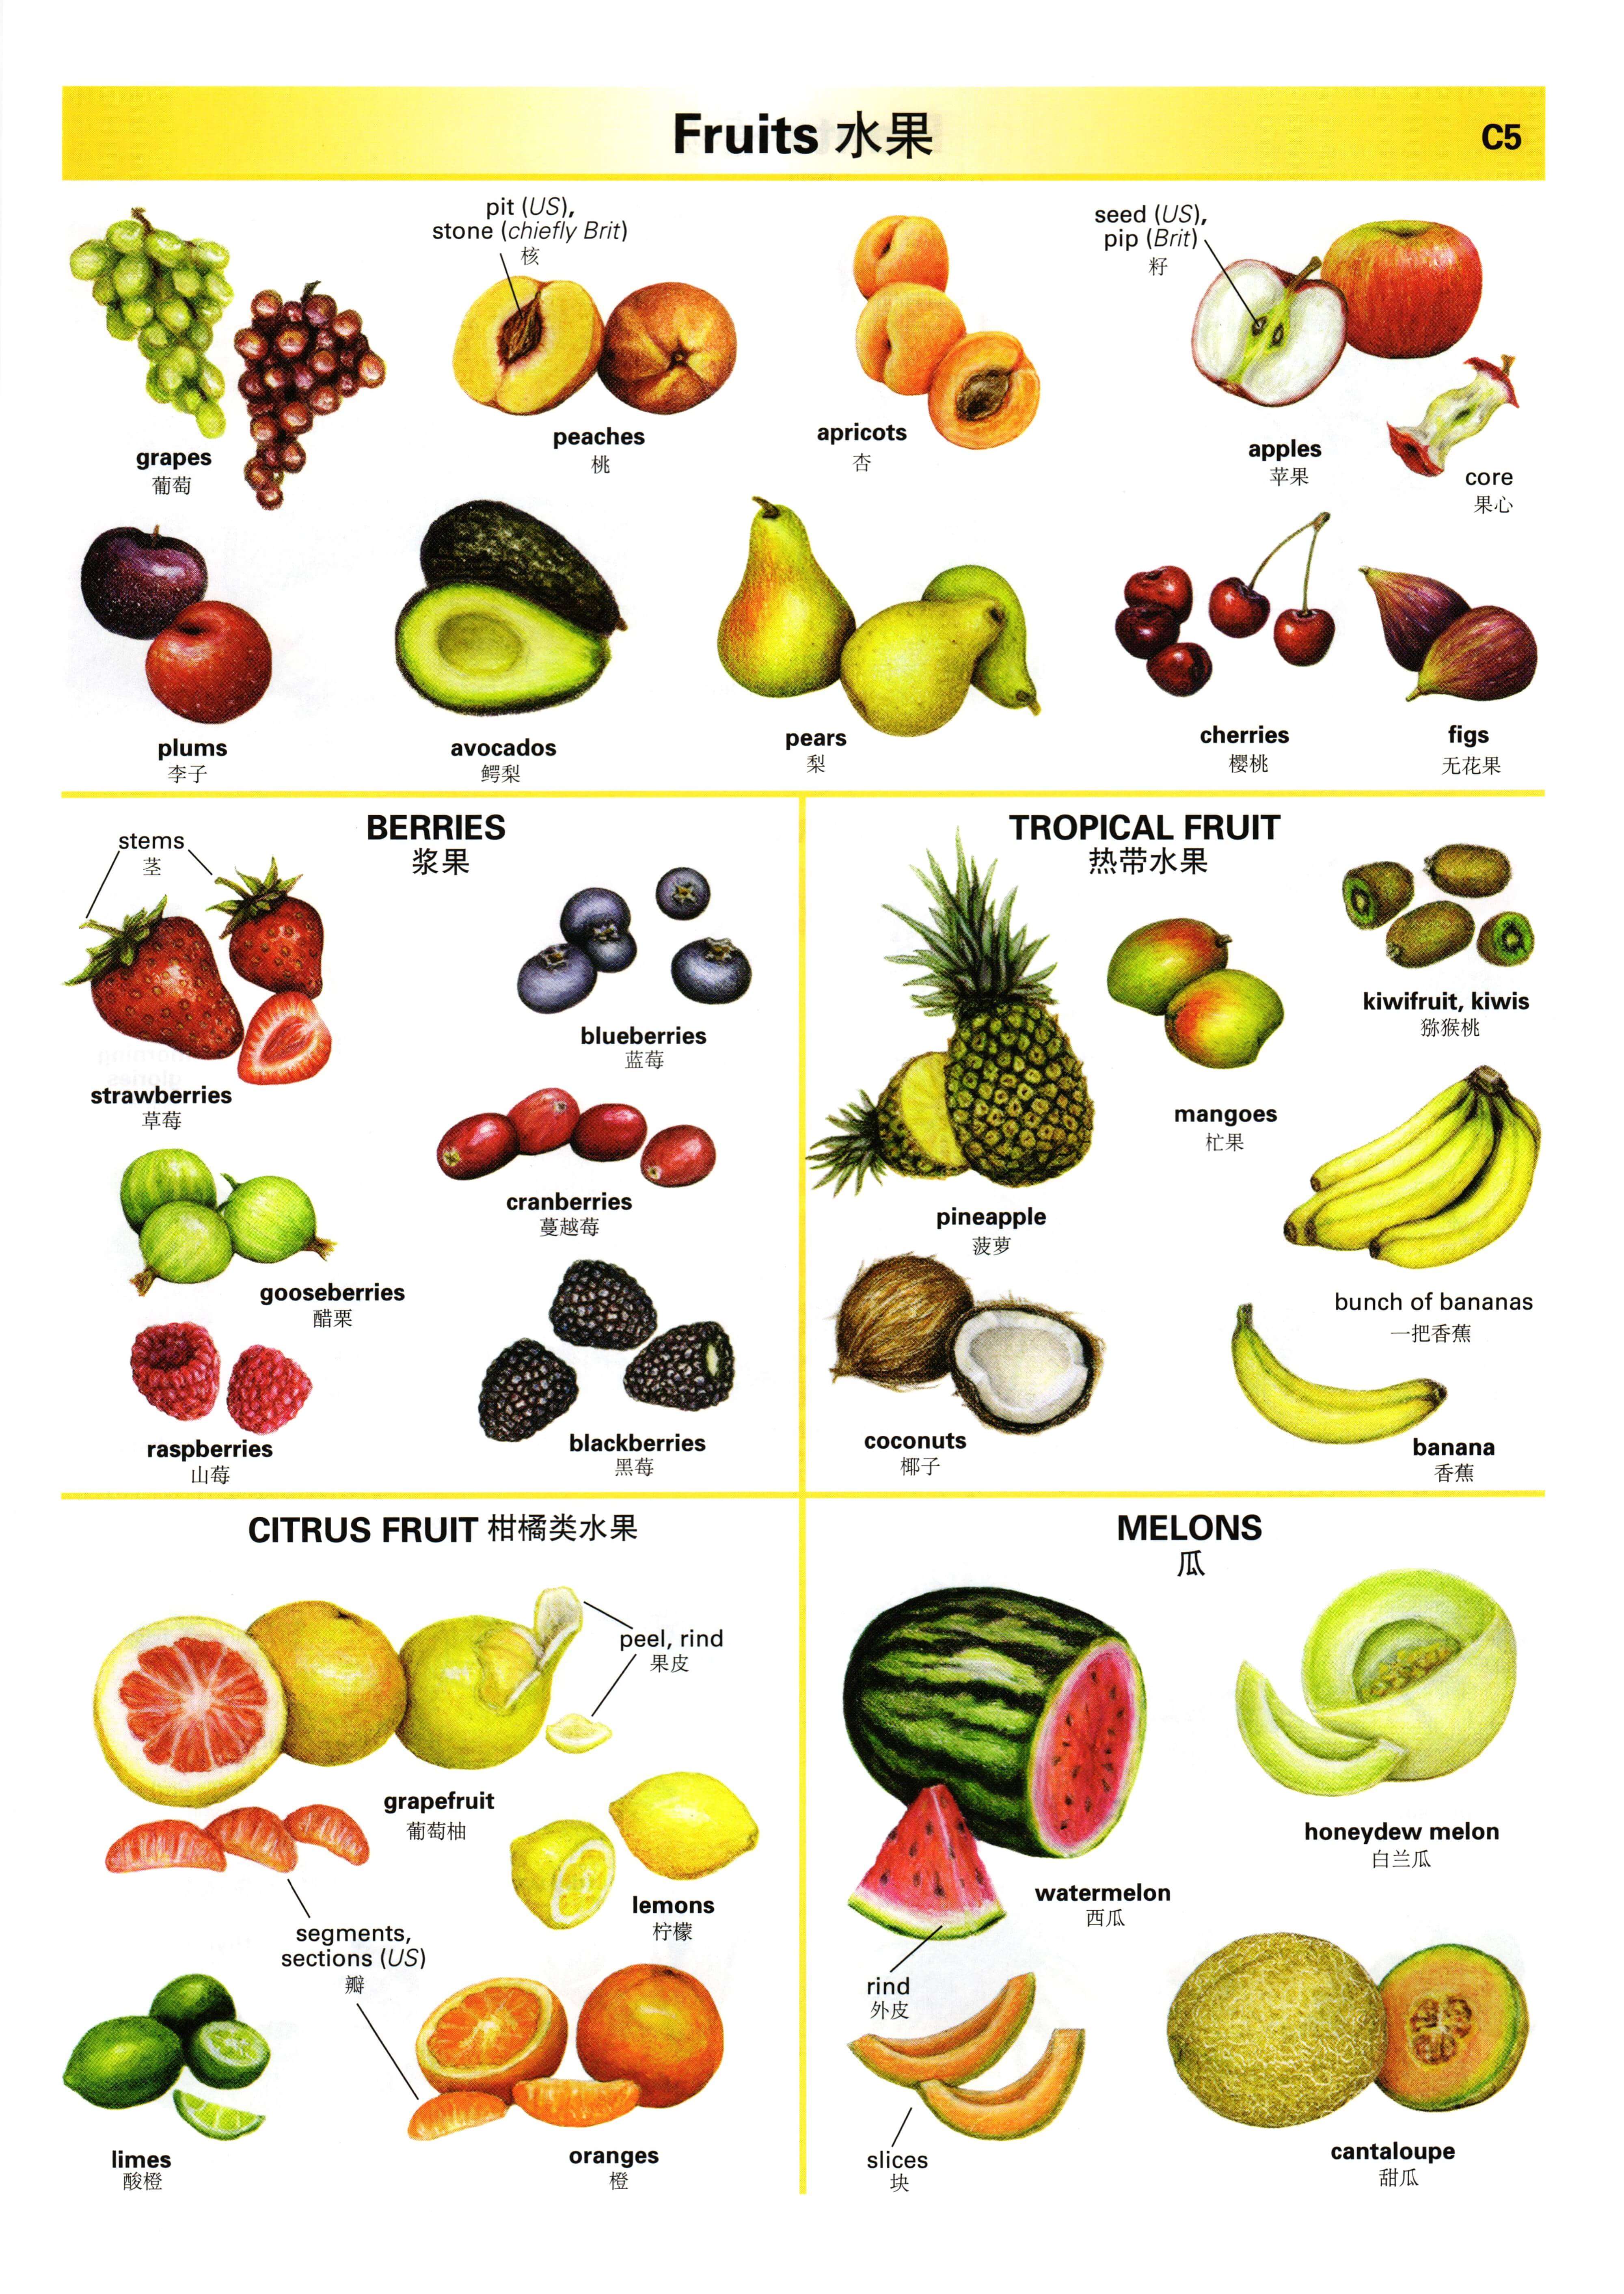 Fruits 水果
C5
pit (US),
stone (chiefly Brit)
核
seed (US),
pip (Brit)
籽
grapes
葡萄
peaches
桃
apricots
杏
apples
苹果
core
果心
plums
李子
avocados
鳄梨
pears
梨
cherries
樱桃
figs
无花果
BERRIES
浆果
stems
茎
blueberries
蓝莓
strawberries
草莓
cranberries
蔓越莓
gooseberries
醋栗
raspberries
山莓
blackberries
黑莓
TROPICAL FRUIT
热带水果
kiwifruit, kiwis
猕猴桃
mangoes
杧果
pineapple
菠萝
bunch of bananas
一把香蕉
coconuts
椰子
banana
香蕉
CITRUS FRUIT 柑橘类水果
peel, rind
果皮
grapefruit
葡萄柚
lemons
柠檬
segments,
sections (US)
瓣
limes
酸橙
oranges
橙
MELONS
瓜
honeydew melon
白兰瓜
watermelon
西瓜
rind
外皮
slices
块
cantaloupe
甜瓜